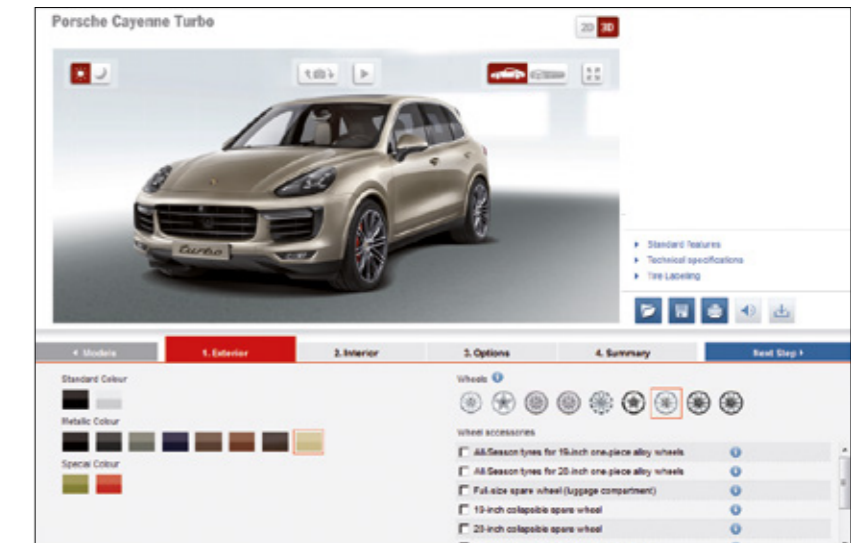 Porsche Cayenne Turbo
2D 3D
turbo
Standard features
Technical specifications
Tire Labeling
Models
1. Exterior
2. Interior
3. Options
4. Summary
Next Step
Standard Colour
Metallic Colour
Special Colour
Wheels
Wheel accessories
All-Season tyres for 19-inch one-piece alloy wheels
All-Season tyres for 20-inch one-piece alloy wheels
Full-size spare wheel (luggage compartment)
19-inch collapsible spare wheel
20-inch collapsible spare wheel